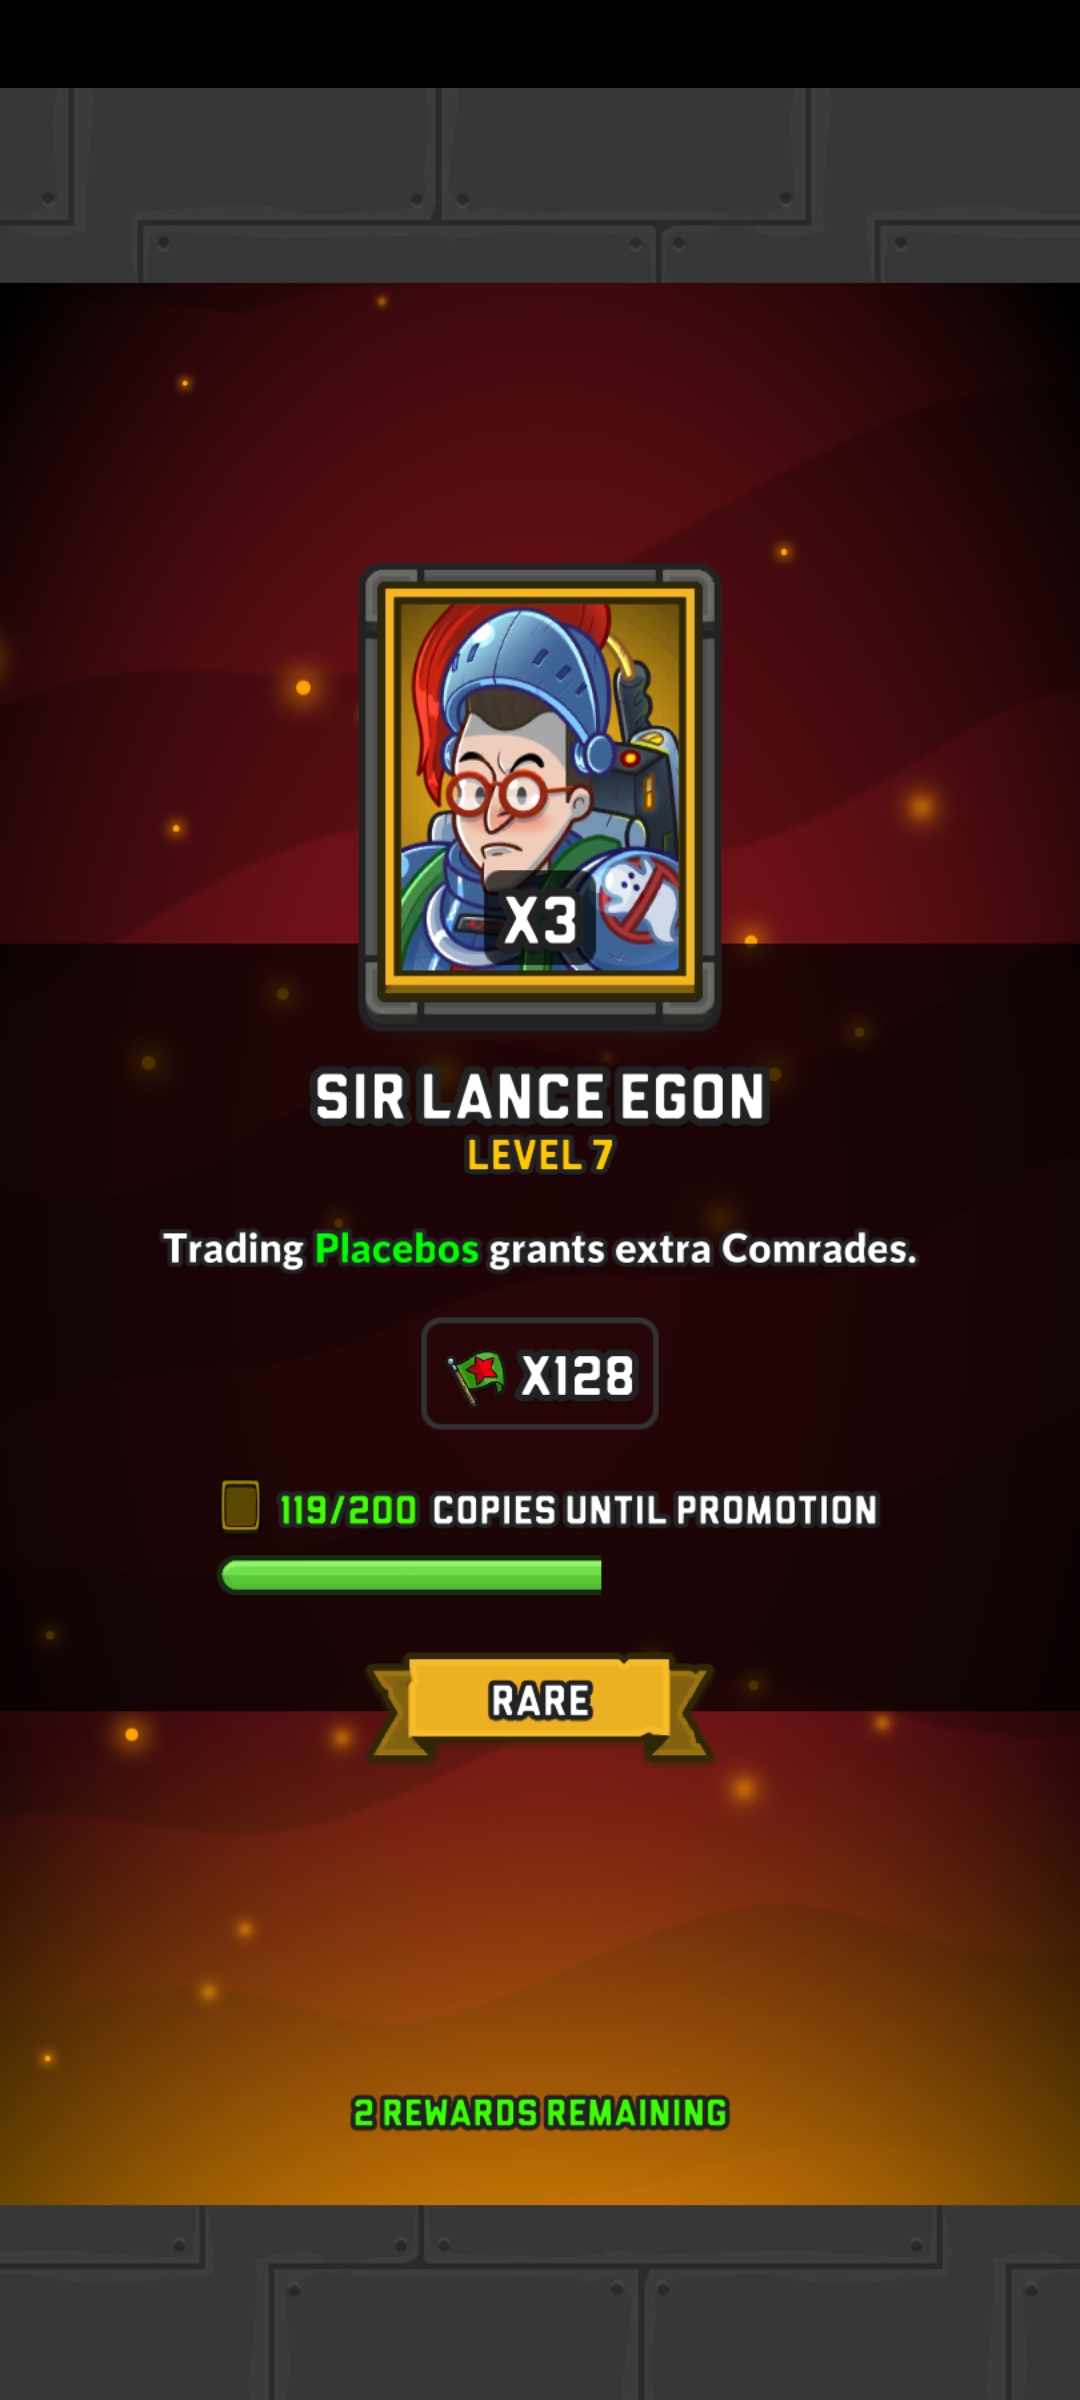 X3
SIR LANCE EGON
LEVEL 7
Trading Placebos grants extra Comrades.
X128
119/200 COPIES UNTIL PROMOTION
RARE
2 REWARDS REMAINING